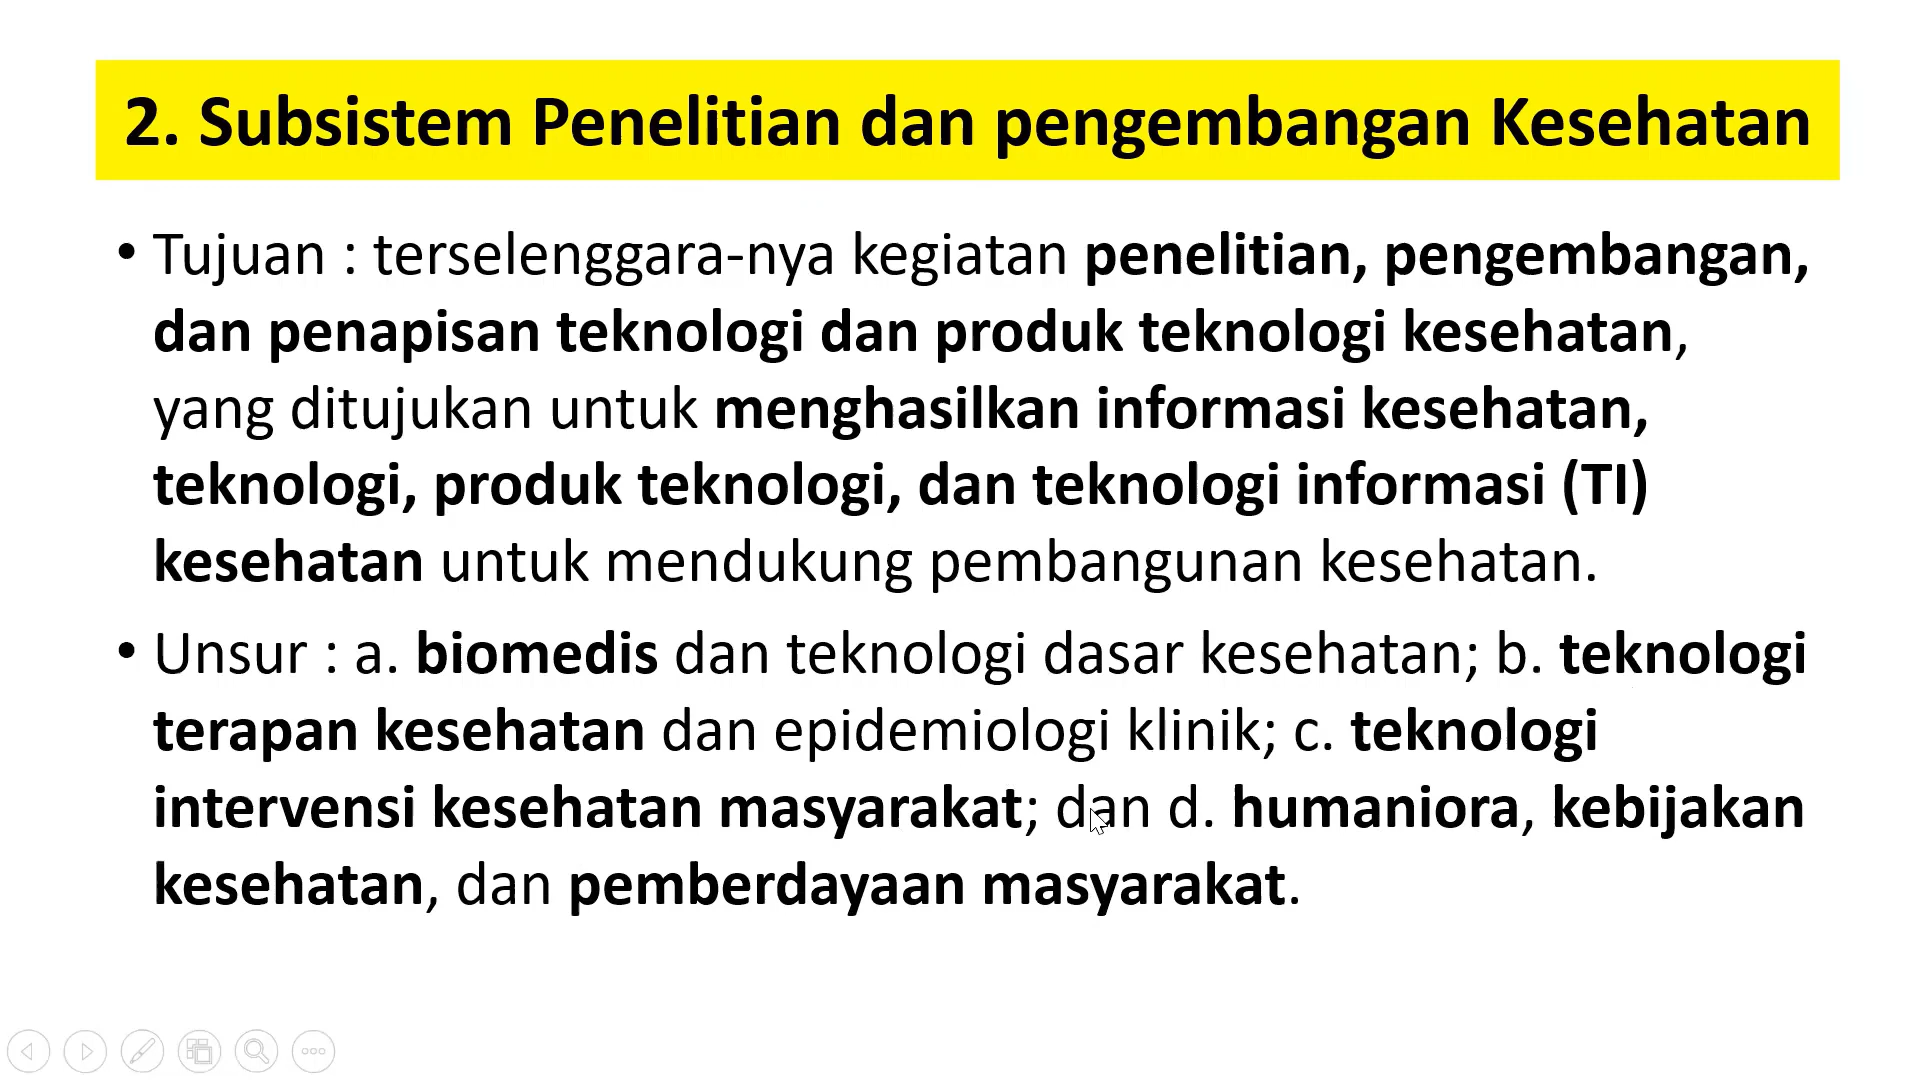 2. Subsistem Penelitian dan pengembangan Kesehatan
• Tujuan : terselenggara-nya kegiatan penelitian, pengembangan,
dan penapisan teknologi dan produk teknologi kesehatan,
yang ditujukan untuk menghasilkan informasi kesehatan,
teknologi, produk teknologi, dan teknologi informasi (TI)
kesehatan untuk mendukung pembangunan kesehatan.
• Unsur : a. biomedis dan teknologi dasar kesehatan; b. teknologi
terapan kesehatan dan epidemiologi klinik; c. teknologi
intervensi kesehatan masyarakat; dan d. humaniora, kebijakan
kesehatan, dan pemberdayaan masyarakat.